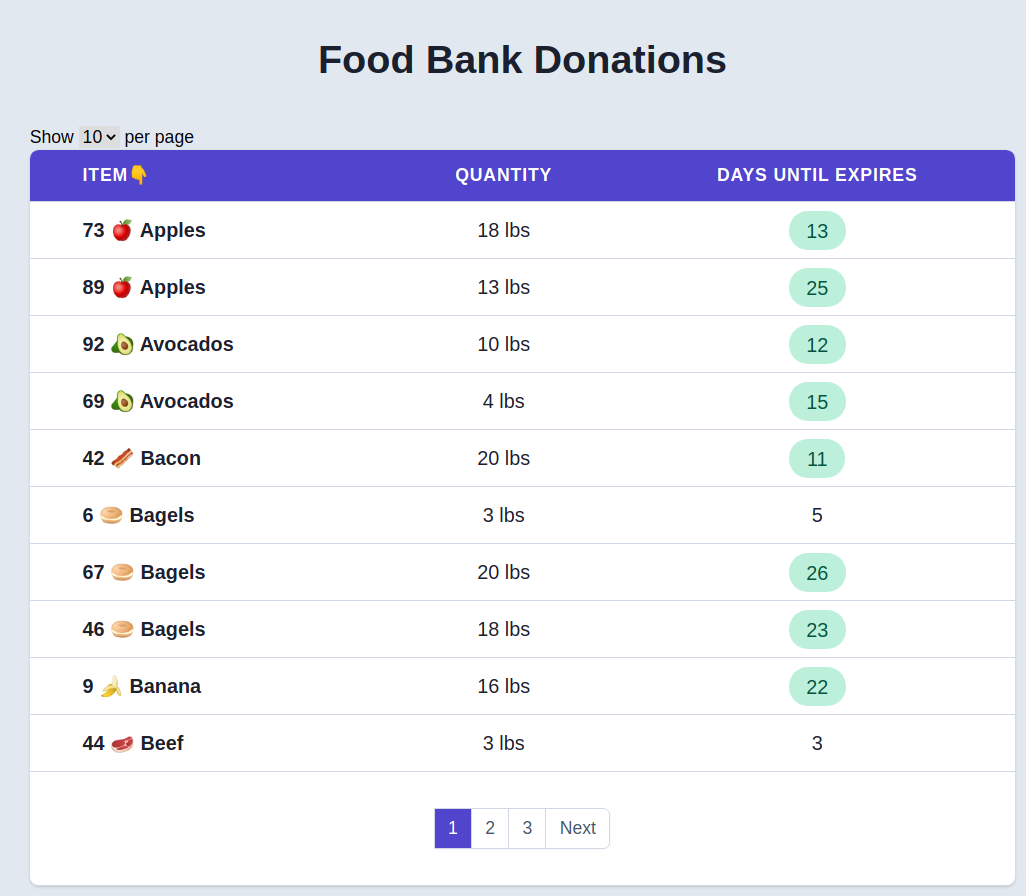 Food Bank Donations
Show 10 per page
ITEM👇 QUANTITY DAYS UNTIL EXPIRES
73 🍎 Apples 18 lbs 13
89 🍎 Apples 13 lbs 25
92 🥑 Avocados 10 lbs 12
69 🥑 Avocados 4 lbs 15
42 🥓 Bacon 20 lbs 11
6 🥯 Bagels 3 lbs 5
67 🥯 Bagels 20 lbs 26
46 🥯 Bagels 18 lbs 23
9 🍌 Banana 16 lbs 22
44 🥩 Beef 3 lbs 3
1 2 3 Next